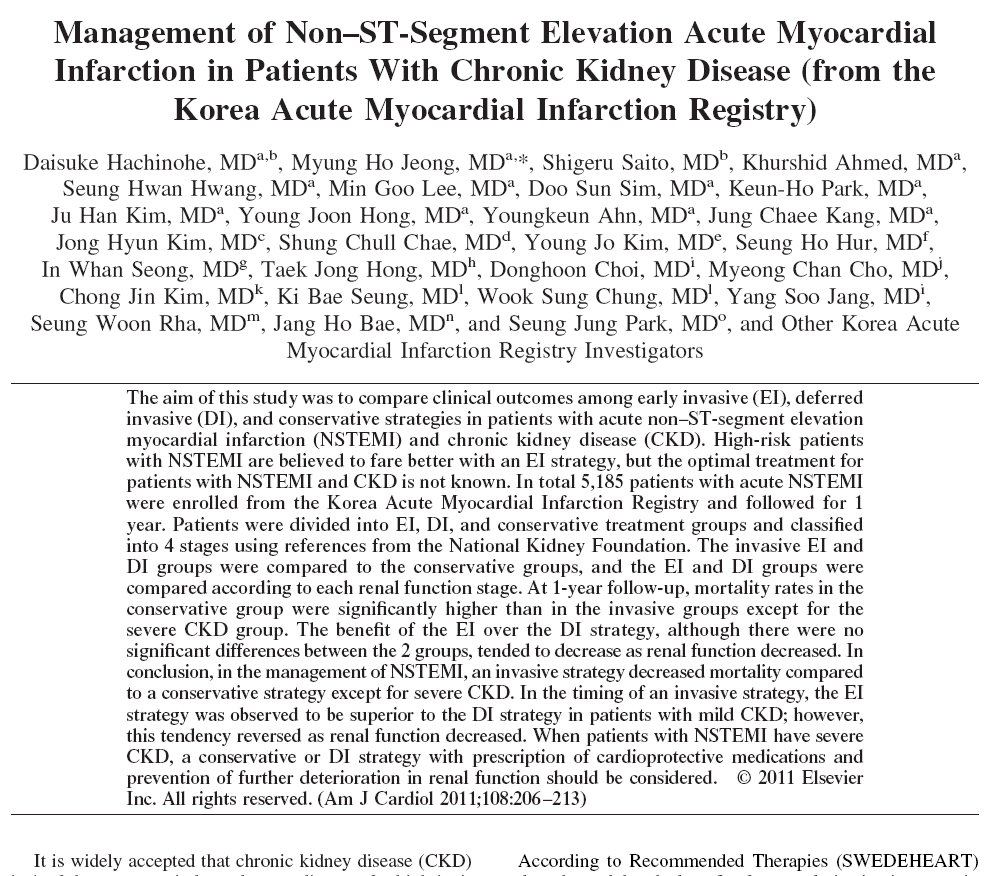 Management of Non–ST-Segment Elevation Acute Myocardial
Infarction in Patients With Chronic Kidney Disease (from the
Korea Acute Myocardial Infarction Registry)
Daisuke Hachinohe, MDa,b, Myung Ho Jeong, MDa,*, Shigeru Saito, MDb, Khurshid Ahmed, MDa,
Seung Hwan Hwang, MDa, Min Goo Lee, MDa, Doo Sun Sim, MDa, Keun-Ho Park, MDa,
Ju Han Kim, MDa, Young Joon Hong, MDa, Youngkeun Ahn, MDa, Jung Chaee Kang, MDa,
Jong Hyun Kim, MDc, Shung Chull Chae, MDd, Young Jo Kim, MDe, Seung Ho Hur, MDf,
In Whan Seong, MDg, Taek Jong Hong, MDh, Donghoon Choi, MDi, Myeong Chan Cho, MDj,
Chong Jin Kim, MDk, Ki Bae Seung, MDl, Wook Sung Chung, MDl, Yang Soo Jang, MDi,
Seung Woon Rha, MDm, Jang Ho Bae, MDn, and Seung Jung Park, MDo, and Other Korea Acute
Myocardial Infarction Registry Investigators
The aim of this study was to compare clinical outcomes among early invasive (EI), deferred
invasive (DI), and conservative strategies in patients with acute non–ST-segment elevation
myocardial infarction (NSTEMI) and chronic kidney disease (CKD). High-risk patients
with NSTEMI are believed to fare better with an EI strategy, but the optimal treatment for
patients with NSTEMI and CKD is not known. In total 5,185 patients with acute NSTEMI
were enrolled from the Korea Acute Myocardial Infarction Registry and followed for 1
year. Patients were divided into EI, DI, and conservative treatment groups and classified
into 4 stages using references from the National Kidney Foundation. The invasive EI and
DI groups were compared to the conservative groups, and the EI and DI groups were
compared according to each renal function stage. At 1-year follow-up, mortality rates in the
conservative group were significantly higher than in the invasive groups except for the
severe CKD group. The benefit of the EI over the DI strategy, although there were no
significant differences between the 2 groups, tended to decrease as renal function decreased. In
conclusion, in the management of NSTEMI, an invasive strategy decreased mortality compared
to a conservative strategy except for severe CKD. In the timing of an invasive strategy, the EI
strategy was observed to be superior to the DI strategy in patients with mild CKD; however,
this tendency reversed as renal function decreased. When patients with NSTEMI have severe
CKD, a conservative or DI strategy with prescription of cardioprotective medications and
prevention of further deterioration in renal function should be considered. © 2011 Elsevier
Inc. All rights reserved. (Am J Cardiol 2011;108:206–213)
It is widely accepted that chronic kidney disease (CKD)
According to Recommended Therapies (SWEDEHEART)